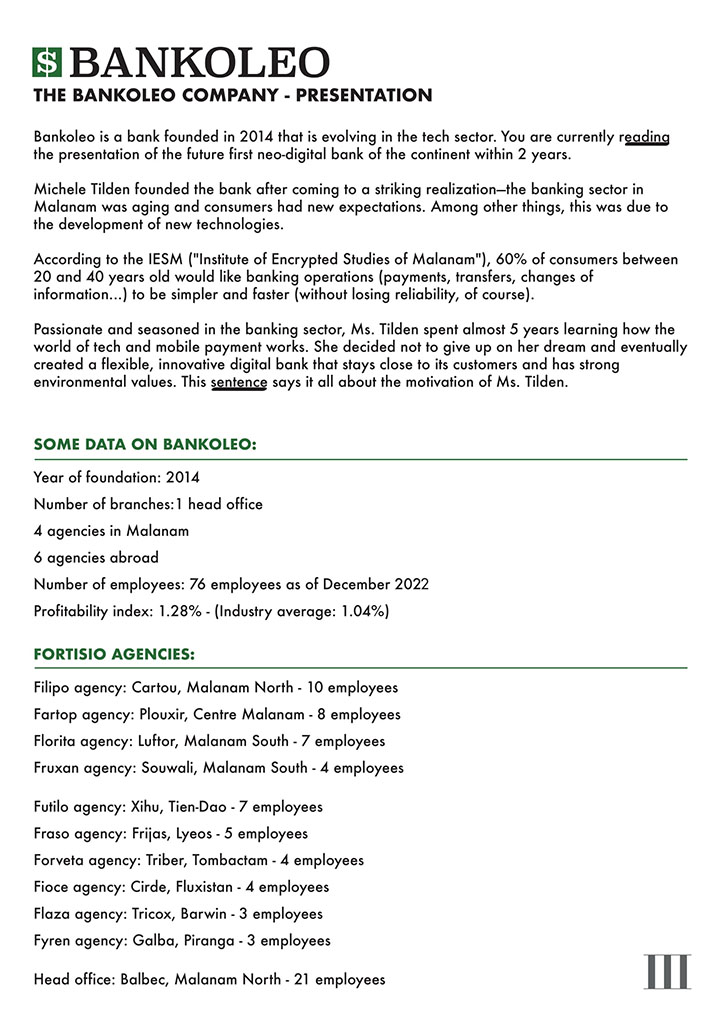 $ BANKOLEO
THE BANKOLEO COMPANY - PRESENTATION
Bankoleo is a bank founded in 2014 that is evolving in the tech sector. You are currently reading
the presentation of the future first neo-digital bank of the continent within 2 years.
Michele Tilden founded the bank after coming to a striking realization—the banking sector in
Malanam was aging and consumers had new expectations. Among other things, this was due to
the development of new technologies.
According to the IESM ("Institute of Encrypted Studies of Malanam"), 60% of consumers between
20 and 40 years old would like banking operations (payments, transfers, changes of
information...) to be simpler and faster (without losing reliability, of course).
Passionate and seasoned in the banking sector, Ms. Tilden spent almost 5 years learning how the
world of tech and mobile payment works. She decided not to give up on her dream and eventually
created a flexible, innovative digital bank that stays close to its customers and has strong
environmental values. This sentence says it all about the motivation of Ms. Tilden.
SOME DATA ON BANKOLEO:
Year of foundation: 2014
Number of branches:1 head office
4 agencies in Malanam
6 agencies abroad
Number of employees: 76 employees as of December 2022
Profitability index: 1.28% - (Industry average: 1.04%)
FORTISIO AGENCIES:
Filipo agency: Cartou, Malanam North - 10 employees
Fartop agency: Plouxir, Centre Malanam - 8 employees
Florita agency: Luftor, Malanam South - 7 employees
Fruxan agency: Souwali, Malanam South - 4 employees
Futilo agency: Xihu, Tien-Dao - 7 employees
Fraso agency: Frijas, Lyeos - 5 employees
Forveta agency: Triber, Tombactam - 4 employees
Fioce agency: Cirde, Fluxistan - 4 employees
Flaza agency: Tricox, Barwin - 3 employees
Fyren agency: Galba, Piranga - 3 employees
Head office: Balbec, Malanam North - 21 employees
III